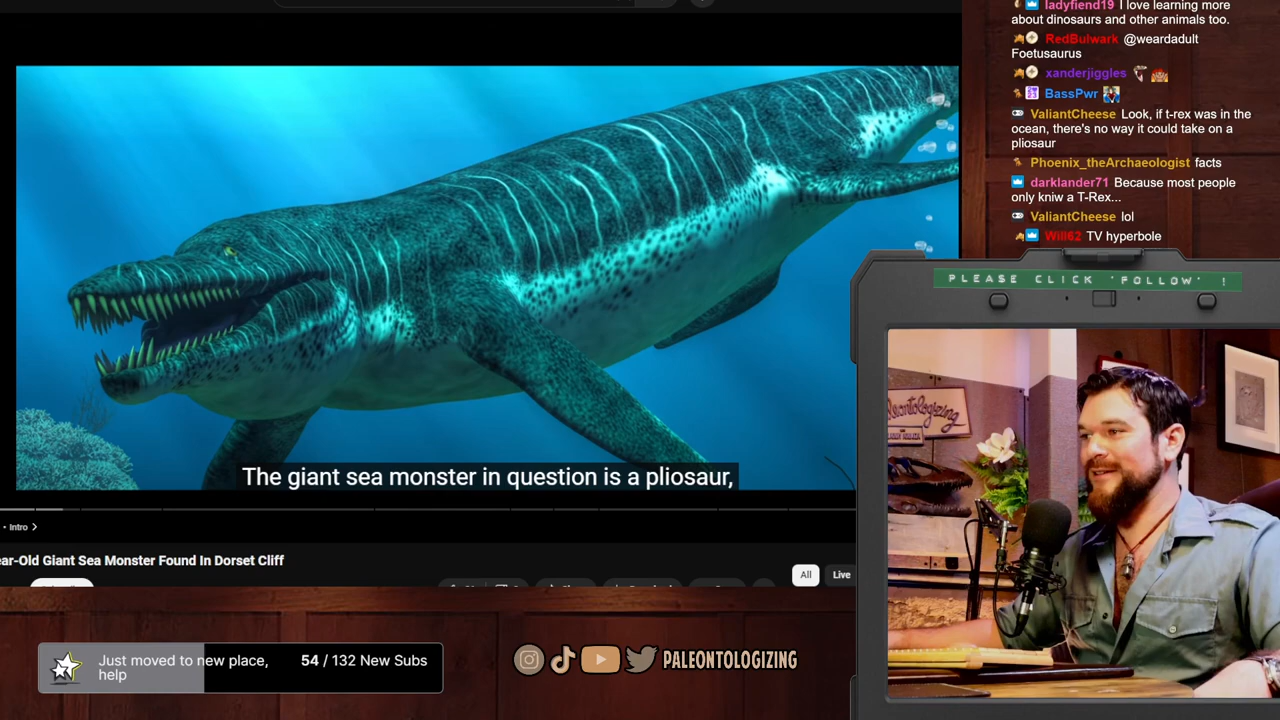 ladyfiend19 I love learning more
about dinosaurs and other animals too.
RedBulwark @weardadult
Foetusaurus
xanderjiggles
BassPwr
ValiantCheese Look, if t-rex was in the
ocean, there's no way it could take on a
pliosaur
Phoenix_theArchaeologist facts
darklander71 Because most people
only kniw a T-Rex...
ValiantCheese lol
Will62 TV hyperbole
PLEASE CLICK "FOLLOW" !
The giant sea monster in question is a pliosaur,
• Intro
ear-Old Giant Sea Monster Found In Dorset Cliff
All
Live
Just moved to new place,
help
54 / 132 New Subs
PALEONTOLOGIZING